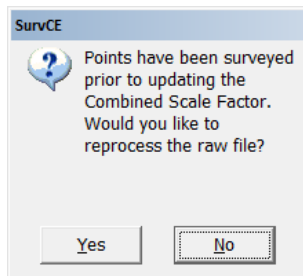 SurvCE
Points have been surveyed
prior to updating the
Combined Scale Factor.
Would you like to
reprocess the raw file?
Yes
No